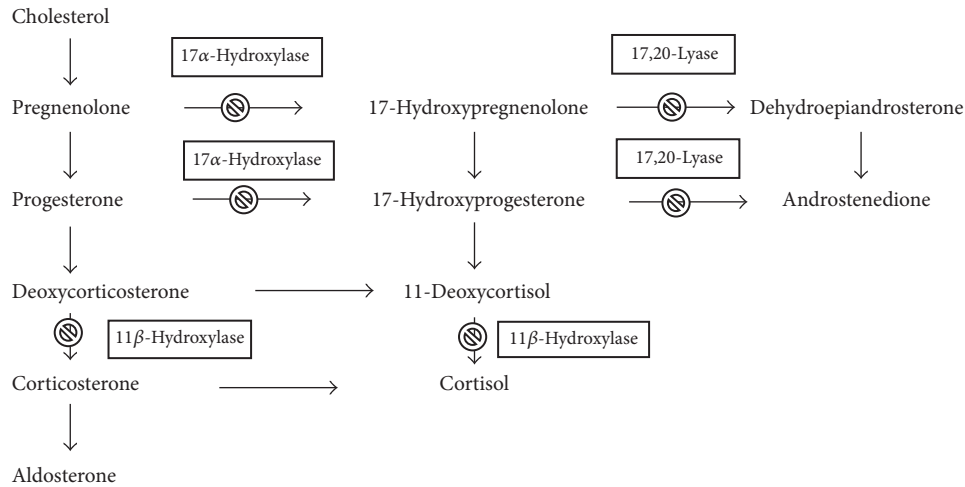 Cholesterol
17α-Hydroxylase
17,20-Lyase
Pregnenolone
17-Hydroxypregnenolone
Dehydroepiandrosterone
17α-Hydroxylase
17,20-Lyase
Progesterone
17-Hydroxyprogesterone
Androstenedione
Deoxycorticosterone
11-Deoxycortisol
11β-Hydroxylase
11β-Hydroxylase
Corticosterone
Cortisol
Aldosterone